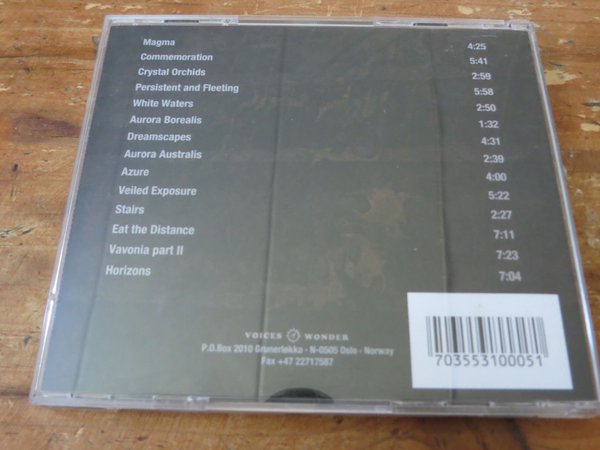 Magma 4:25
Commemoration 5:41
Crystal Orchids 2:59
Persistent and Fleeting 5:58
White Waters 2:50
Aurora Borealis 1:32
Dreamscapes 4:31
Aurora Australis 2:39
Azure 4:00
Veiled Exposure 5:22
Stairs 2:27
Eat the Distance 7:11
Vavonia part II 7:23
Horizons 7:04
VOICES OF WONDER
P.O.Box 2010 Grunerløkka · N-0505 Oslo · Norway
Fax +47 22717587
703553100051